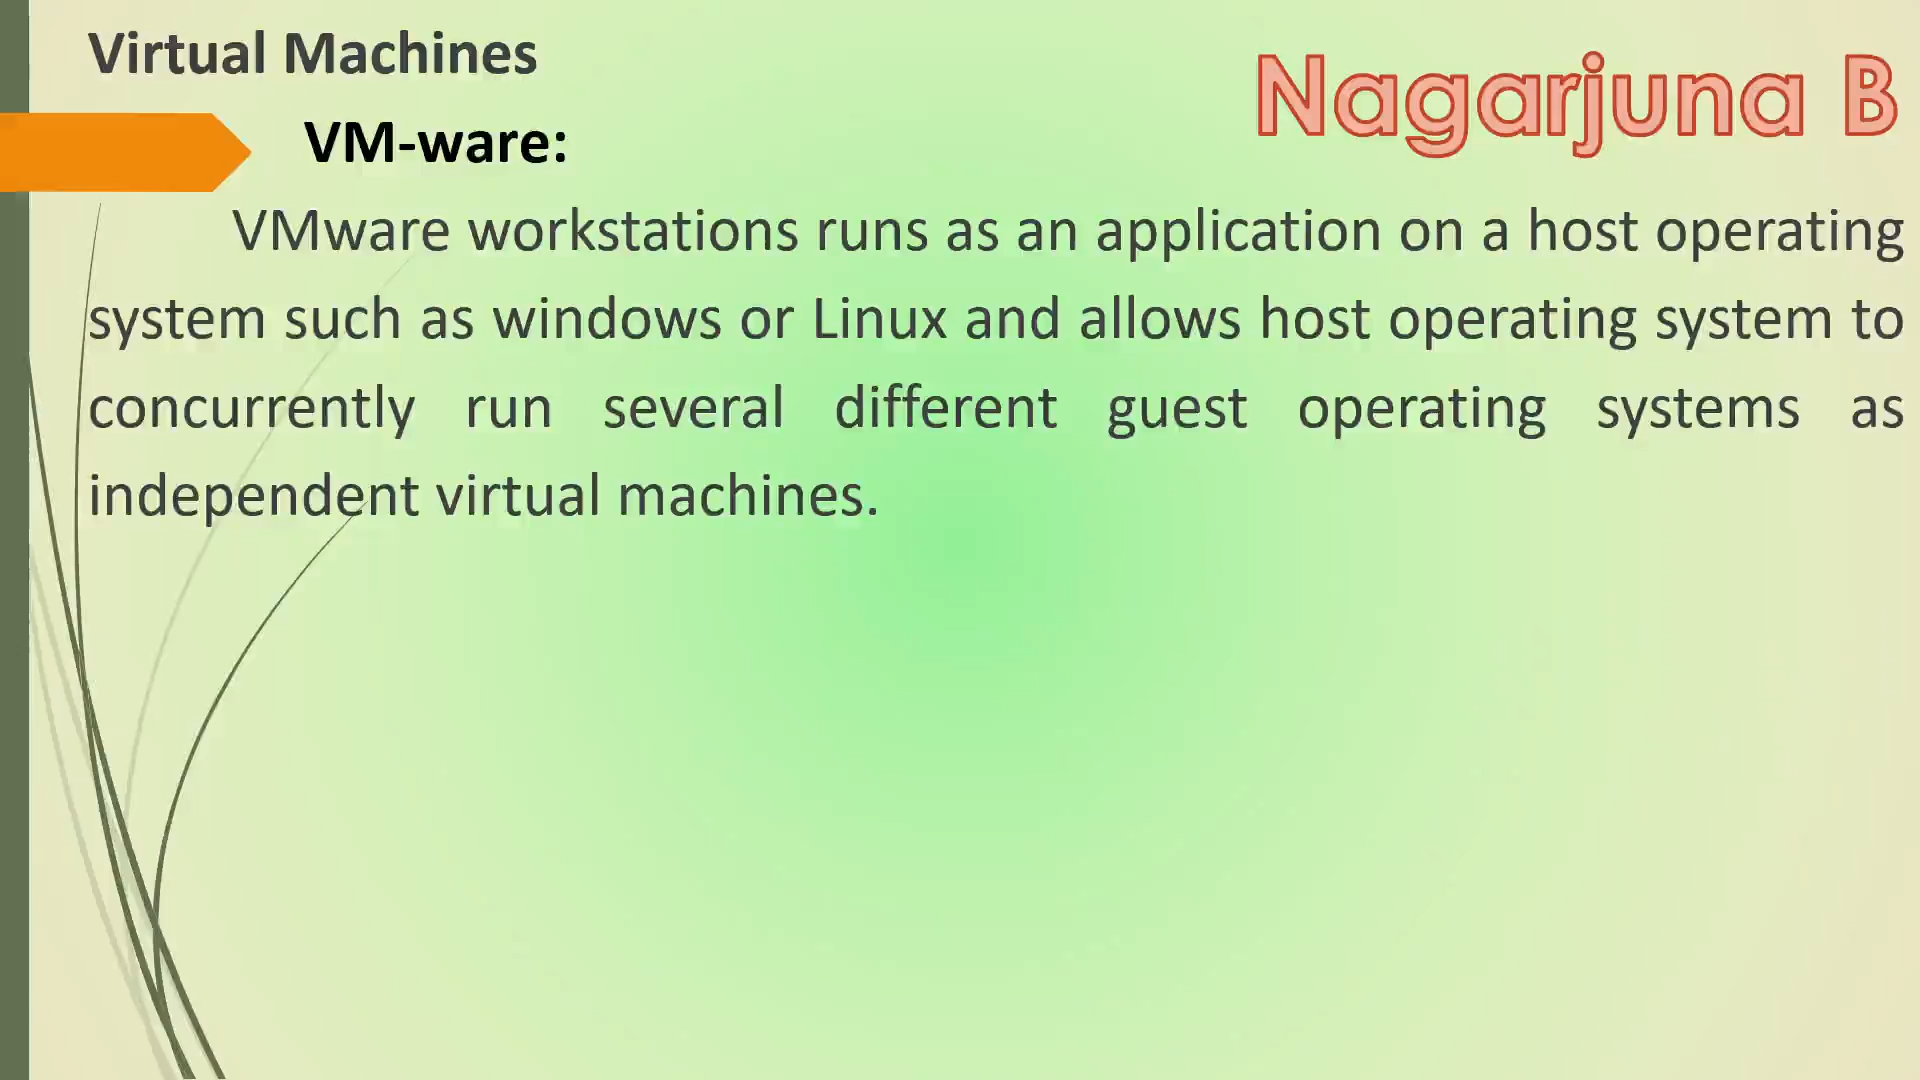 Virtual Machines
Nagarjuna B
VM-ware:
VMware workstations runs as an application on a host operating
system such as windows or Linux and allows host operating system to
concurrently run several different guest operating systems as
independent virtual machines.